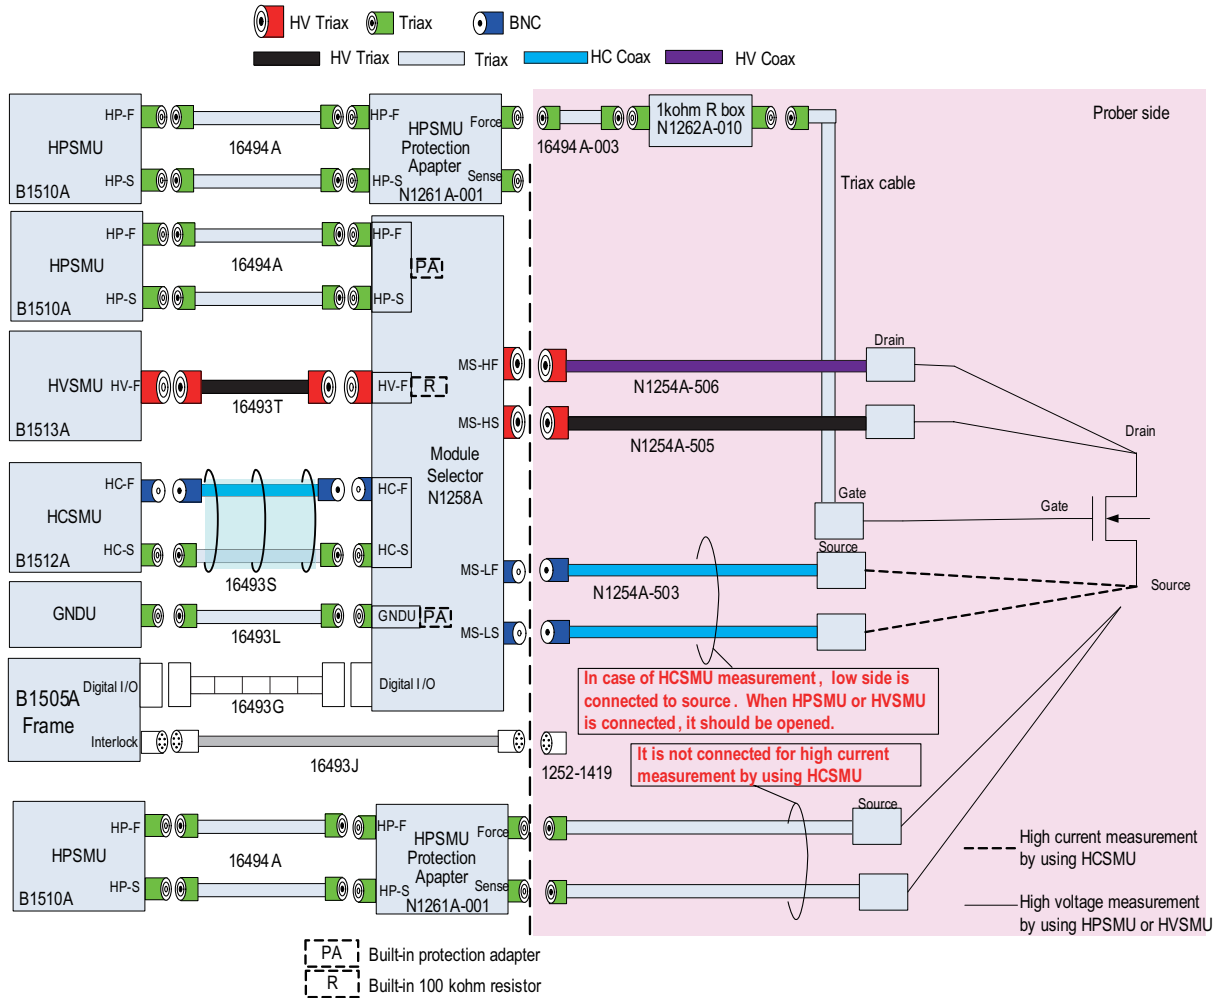 HV Triax
Triax
BNC
HV Triax
Triax
HC Coax
HV Coax
HP-F
HPSMU
B1510A
HP-S
16494A
HP-F
HPSMU
Protection
Apapter
HP-S
N1261A-001
Force
Sense
16494A-003
1kohm R box
N1262A-010
Prober side
Triax cable
HP-F
HPSMU
HP-S
B1510A
16494A
HP-F
PA
HP-S
HVSMU
HV-F
B1513A
16493T
HV-F
R
MS-HF
MS-HS
Module
Selector
N1258A
N1254A-506
N1254A-505
Drain
Drain
Gate
Gate
Source
Source
HC-F
HCSMU
HC-S
B1512A
16493S
HC-F
HC-S
MS-LF
MS-LS
N1254A-503
GNDU
16493L
GNDU
PA
Digital I/O
B1505A
Frame
Interlock
16493G
Digital I/O
16493J
1252-1419
In case of HCSMU measurement, low side is
connected to source. When HPSMU or HVSMU
is connected, it should be opened.
It is not connected for high current
measurement by using HCSMU
HP-F
HPSMU
HP-S
B1510A
16494A
HP-F
HPSMU
Protection
Apapter
HP-S
N1261A-001
Force
Sense
Source
High current measurement
by using HCSMU
High voltage measurement
by using HPSMU or HVSMU
PA
Built-in protection adapter
R
Built-in 100 kohm resistor